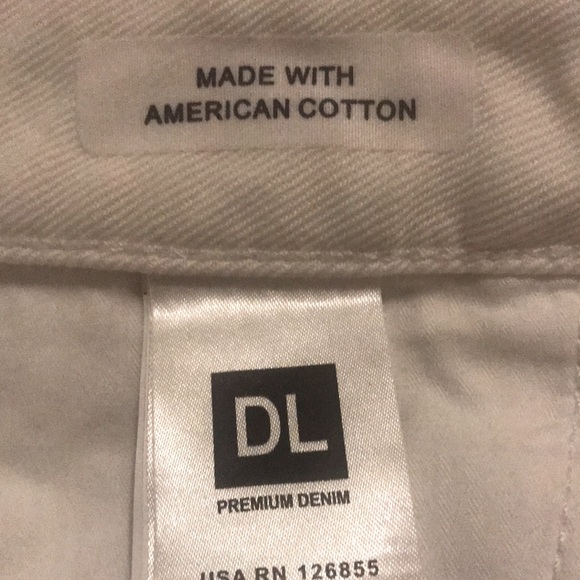 MADE WITH
AMERICAN COTTON
DL
PREMIUM DENIM
USA RN 126855